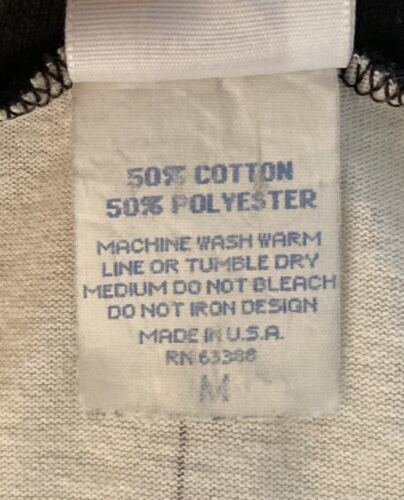 50% COTTON
50% POLYESTER
MACHINE WASH WARM
LINE OR TUMBLE DRY
MEDIUM DO NOT BLEACH
DO NOT IRON DESIGN
MADE IN U.S.A.
RN 63388
M